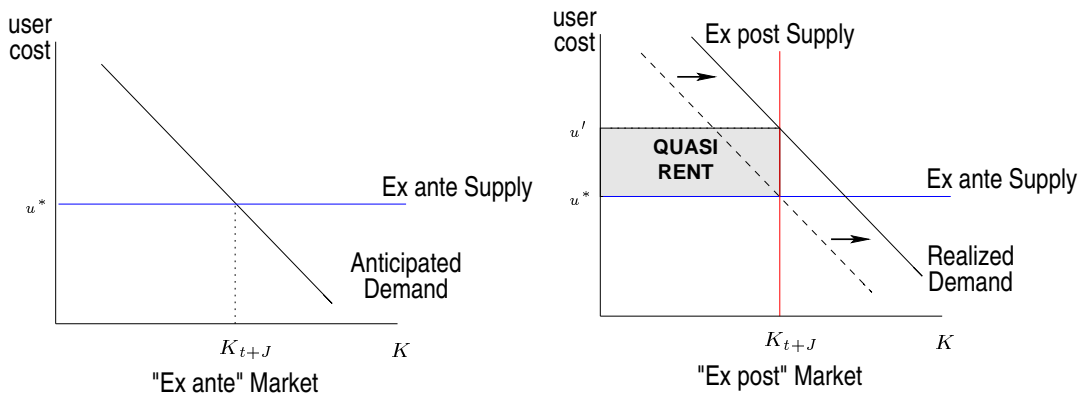 user
cost
Ex ante Supply
u*
Anticipated
Demand
K_{t+J}
K
"Ex ante" Market
user
cost
Ex post Supply
u'
QUASI
RENT
Ex ante Supply
u*
Realized
Demand
K_{t+J}
K
"Ex post" Market